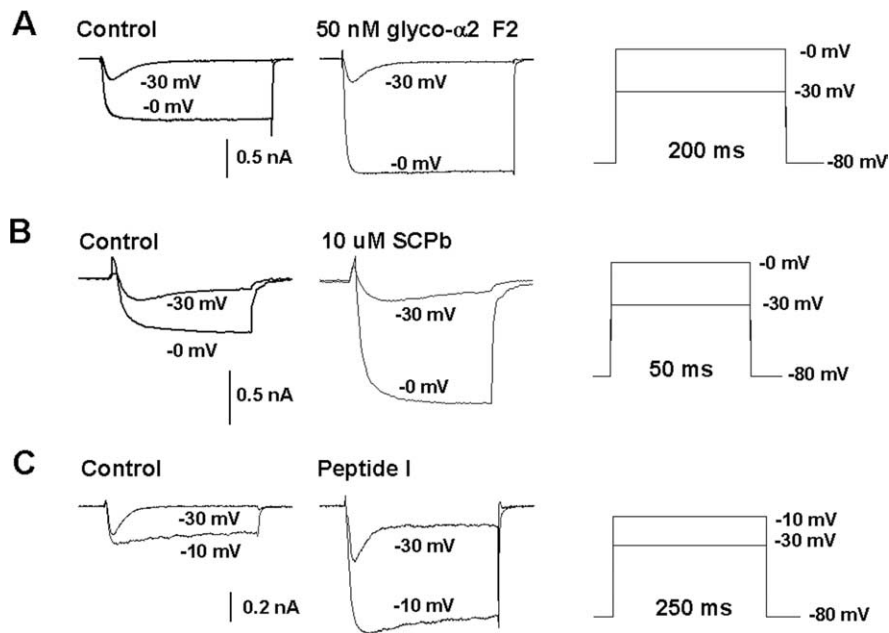 A
Control
50 nM glyco-α2 F2
-30 mV
-0 mV
0.5 nA
-30 mV
-0 mV
-0 mV
-30 mV
200 ms
-80 mV
B
Control
10 uM SCPb
-30 mV
-0 mV
0.5 nA
-30 mV
-0 mV
-0 mV
-30 mV
50 ms
-80 mV
C
Control
Peptide I
-30 mV
-10 mV
0.2 nA
-30 mV
-10 mV
-10 mV
-30 mV
250 ms
-80 mV